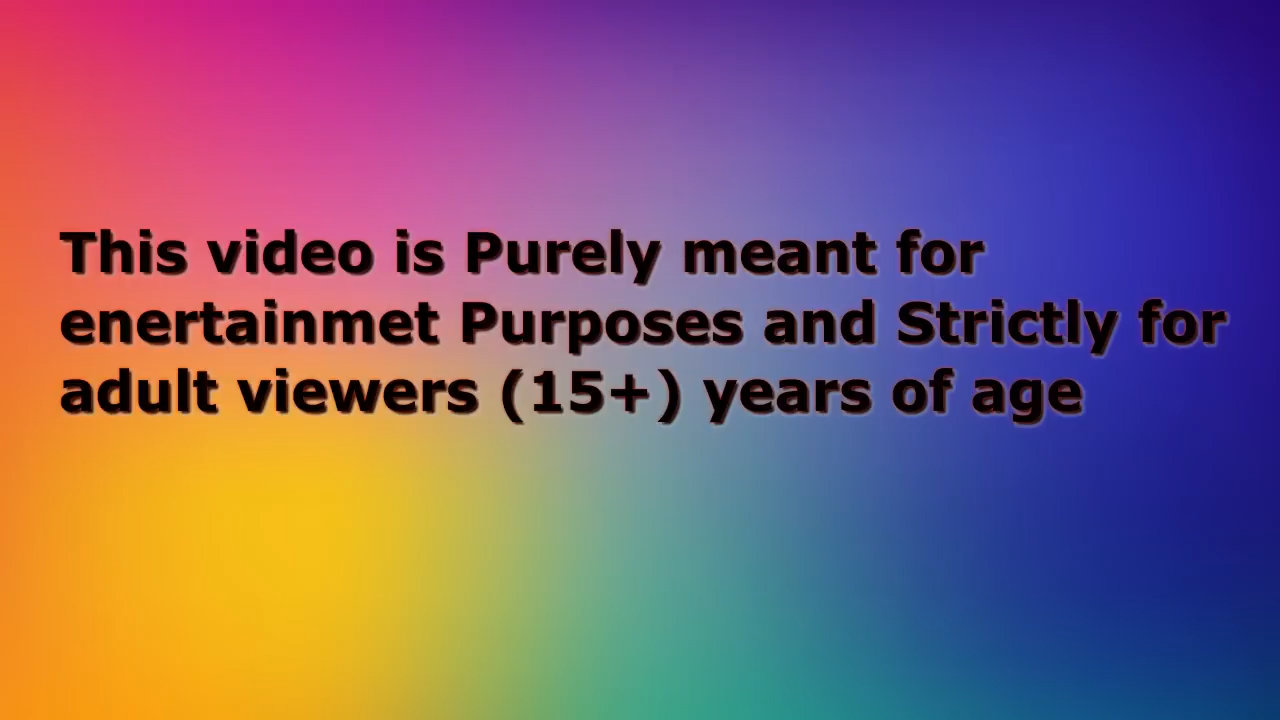 This video is Purely meant for
enertainmet Purposes and Strictly for
adult viewers (15+) years of age